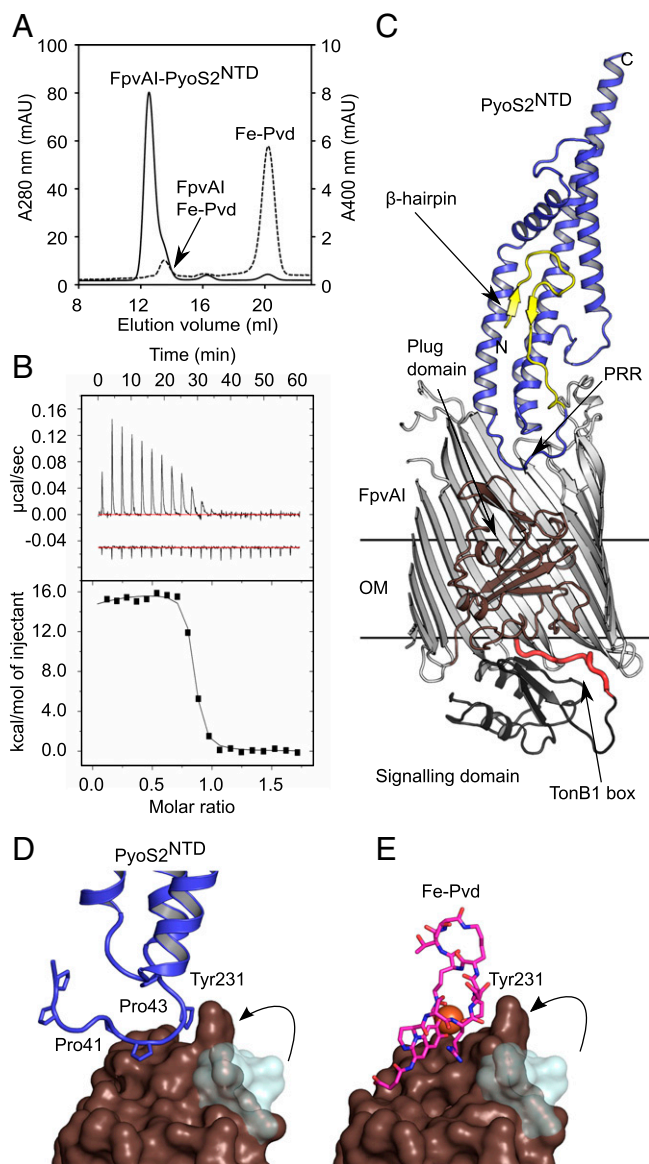 A
100
80
60
40
20
0
A280 nm (mAU)
FpvAI-PyoS2NTD
Fe-Pvd
FpvAI
Fe-Pvd
10
8
6
4
2
0
A400 nm (mAU)
8 12 16 20
Elution volume (ml)
B
Time (min)
0 10 20 30 40 50 60
0.16
0.12
0.08
0.04
0.00
-0.04
µcal/sec
16.0
12.0
8.0
4.0
0.0
kcal/mol of injectant
0.0 0.5 1.0 1.5
Molar ratio
C
C
PyoS2NTD
β-hairpin
N
Plug
domain
PRR
FpvAI
OM
Signalling domain
TonB1 box
D
PyoS2NTD
Tyr231
Pro43
Pro41
E
Fe-Pvd
Tyr231